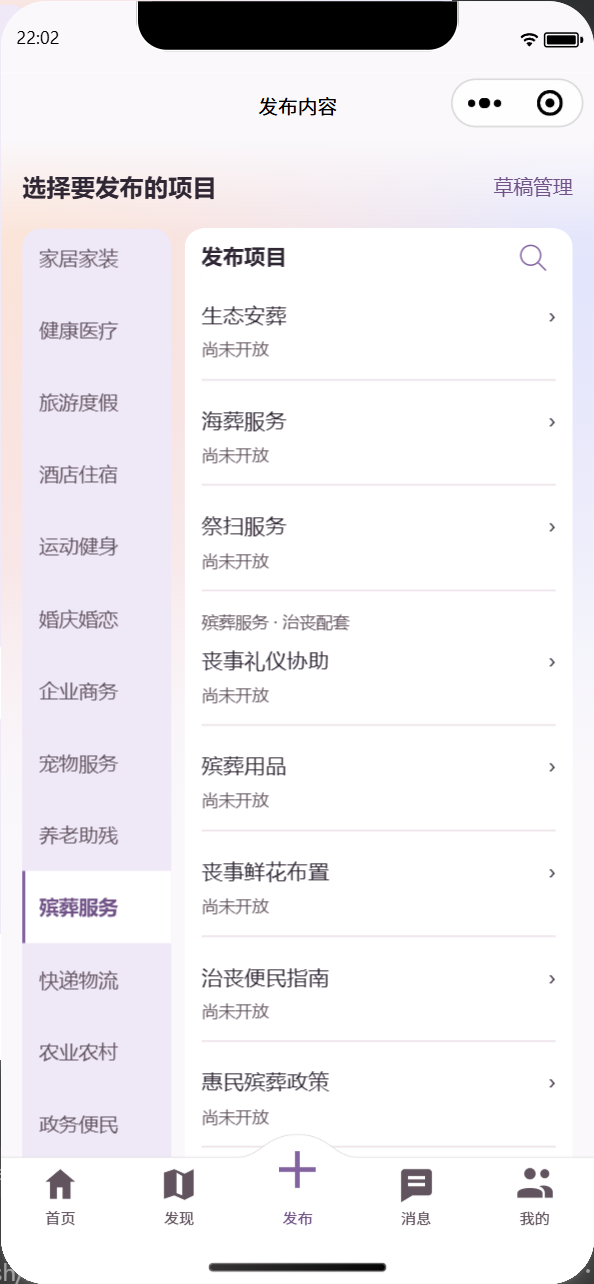 22:02
发布内容
选择要发布的项目
草稿管理
家居家装
健康医疗
旅游度假
酒店住宿
运动健身
婚庆婚恋
企业商务
宠物服务
养老助残
殡葬服务
快递物流
农业农村
政务便民
发布项目
生态安葬
尚未开放
海葬服务
尚未开放
祭扫服务
尚未开放
殡葬服务 · 治丧配套
丧事礼仪协助
尚未开放
殡葬用品
尚未开放
丧事鲜花布置
尚未开放
治丧便民指南
尚未开放
惠民殡葬政策
尚未开放
首页
发现
发布
消息
我的